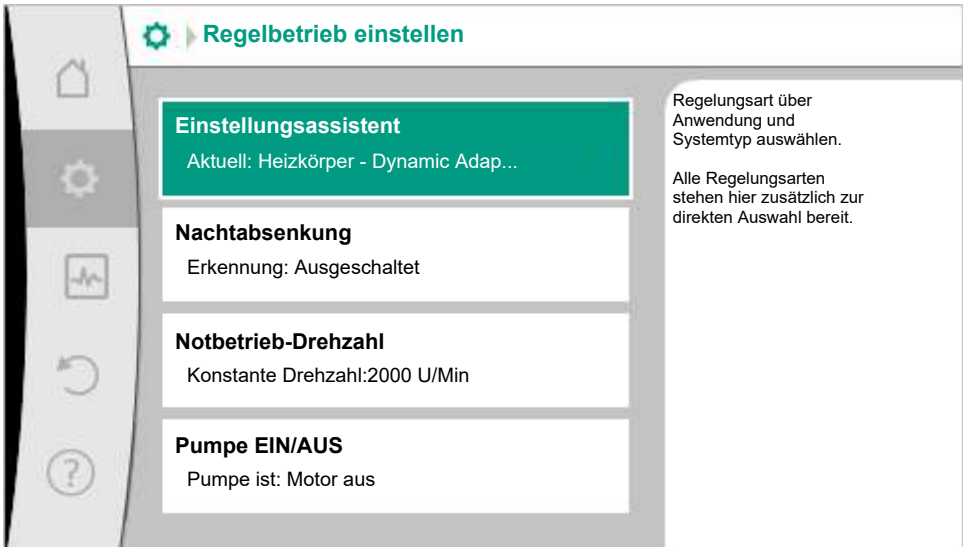 Regelbetrieb einstellen
Einstellungsassistent
Aktuell: Heizkörper - Dynamic Adap...
Nachtabsenkung
Erkennung: Ausgeschaltet
Notbetrieb-Drehzahl
Konstante Drehzahl:2000 U/Min
Pumpe EIN/AUS
Pumpe ist: Motor aus
Regelungsart über
Anwendung und
Systemtyp auswählen.
Alle Regelungsarten
stehen hier zusätzlich zur
direkten Auswahl bereit.
?